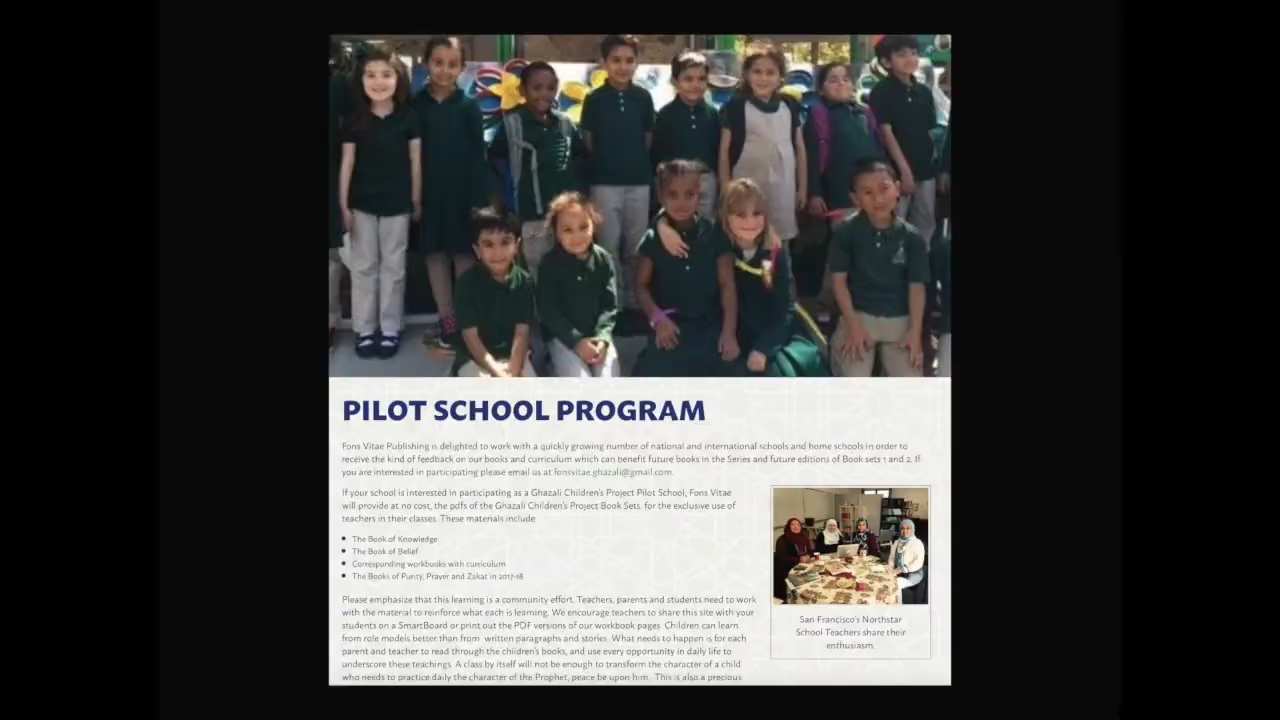 PILOT SCHOOL PROGRAM
Fons Vitae Publishing is delighted to work with a quickly growing number of national and international schools and home schools in order to
receive the kind of feedback on our books and curriculum which can benefit future books in the Series and future editions of Book sets 1 and 2. If
you are interested in participating please email us at fonsvitae.ghazali@gmail.com.
If your school is interested in participating as a Ghazali Children's Project Pilot School, Fons Vitae
will provide at no cost, the pdfs of the Ghazali Children's Project Book Sets, for the exclusive use of
teachers in their classes. These materials include
• The Book of Knowledge
• The Book of Belief
• Corresponding workbooks with curriculum
• The Books of Purity, Prayer and Zakat in 2017-18
Please emphasize that this learning is a community effort. Teachers, parents and students need to work
with the material to reinforce what each is learning. We encourage teachers to share this site with your
students on a SmartBoard or print out the PDF versions of our workbook pages. Children can learn
from role models better than from written paragraphs and stories. What needs to happen is for each
parent and teacher to read through the children's books, and use every opportunity in daily life to
underscore these teachings. A class by itself will not be enough to transform the character of a child
who needs to practice daily the character of the Prophet, peace be upon him. This is also a precious
San Francisco's Northstar
School Teachers share their
enthusiasm.